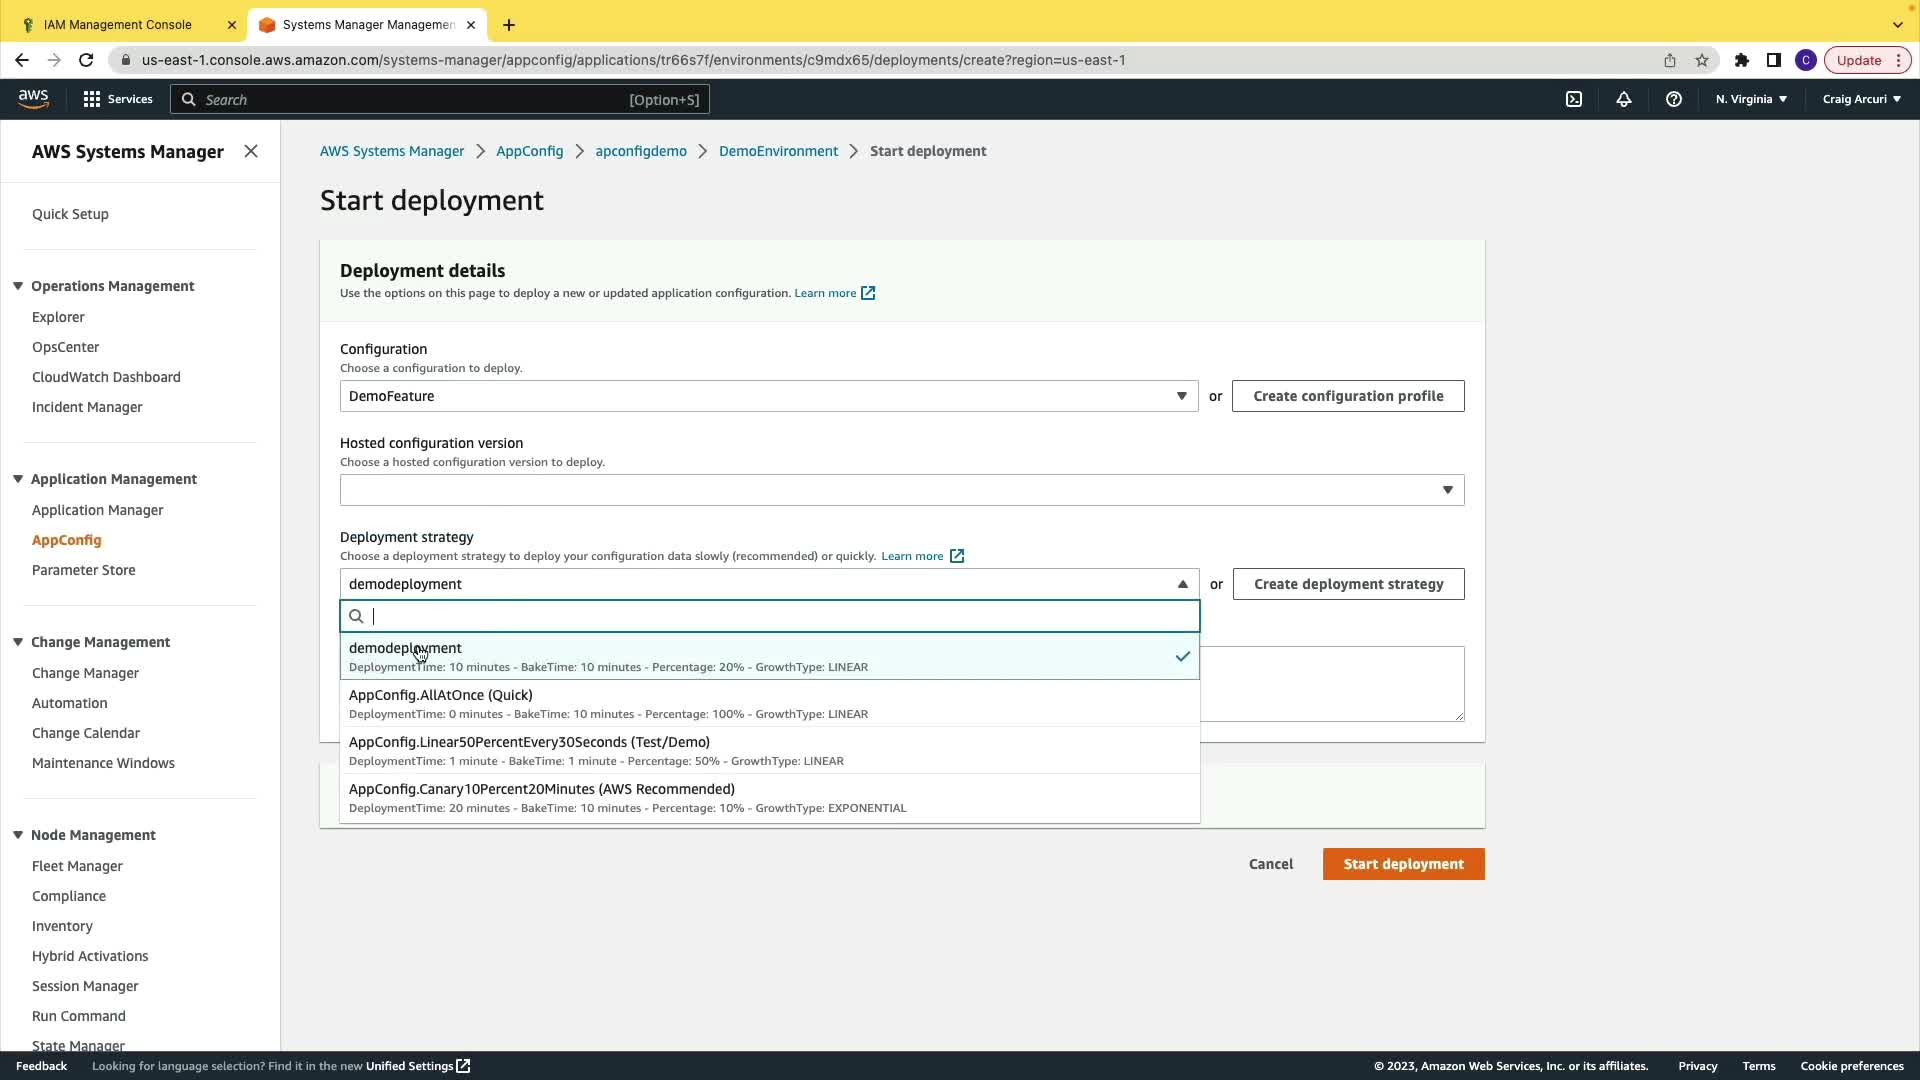 IAM Management Console
Systems Manager Managemen
us-east-1.console.aws.amazon.com/systems-manager/appconfig/applications/tr66s7f/environments/c9mdx65/deployments/create?region=us-east-1
C
Update
aws
Services
Search
[Option+S]
N. Virginia
Craig Arcuri
AWS Systems Manager
Quick Setup
Operations Management
Explorer
OpsCenter
CloudWatch Dashboard
Incident Manager
Application Management
Application Manager
AppConfig
Parameter Store
Change Management
Change Manager
Automation
Change Calendar
Maintenance Windows
Node Management
Fleet Manager
Compliance
Inventory
Hybrid Activations
Session Manager
Run Command
State Manager
AWS Systems Manager > AppConfig > apconfigdemo > DemoEnvironment > Start deployment
Start deployment
Deployment details
Use the options on this page to deploy a new or updated application configuration. Learn more
Configuration
Choose a configuration to deploy.
DemoFeature
or
Create configuration profile
Hosted configuration version
Choose a hosted configuration version to deploy.
Deployment strategy
Choose a deployment strategy to deploy your configuration data slowly (recommended) or quickly. Learn more
demodeployment
or
Create deployment strategy
demodeployment
DeploymentTime: 10 minutes - BakeTime: 10 minutes - Percentage: 20% - GrowthType: LINEAR
AppConfig.AllAtOnce (Quick)
DeploymentTime: 0 minutes - BakeTime: 10 minutes - Percentage: 100% - GrowthType: LINEAR
AppConfig.Linear50PercentEvery30Seconds (Test/Demo)
DeploymentTime: 1 minute - BakeTime: 1 minute - Percentage: 50% - GrowthType: LINEAR
AppConfig.Canary10Percent20Minutes (AWS Recommended)
DeploymentTime: 20 minutes - BakeTime: 10 minutes - Percentage: 10% - GrowthType: EXPONENTIAL
Cancel
Start deployment
Feedback
Looking for language selection? Find it in the new Unified Settings
© 2023, Amazon Web Services, Inc. or its affiliates.
Privacy
Terms
Cookie preferences